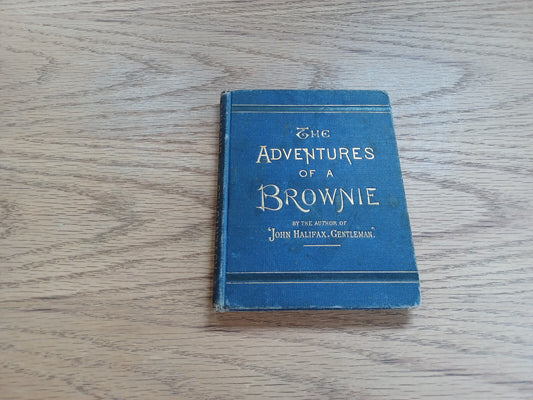 THE
ADVENTURES
OF A
BROWNIE
BY THE AUTHOR OF
'JOHN HALIFAX, GENTLEMAN.'